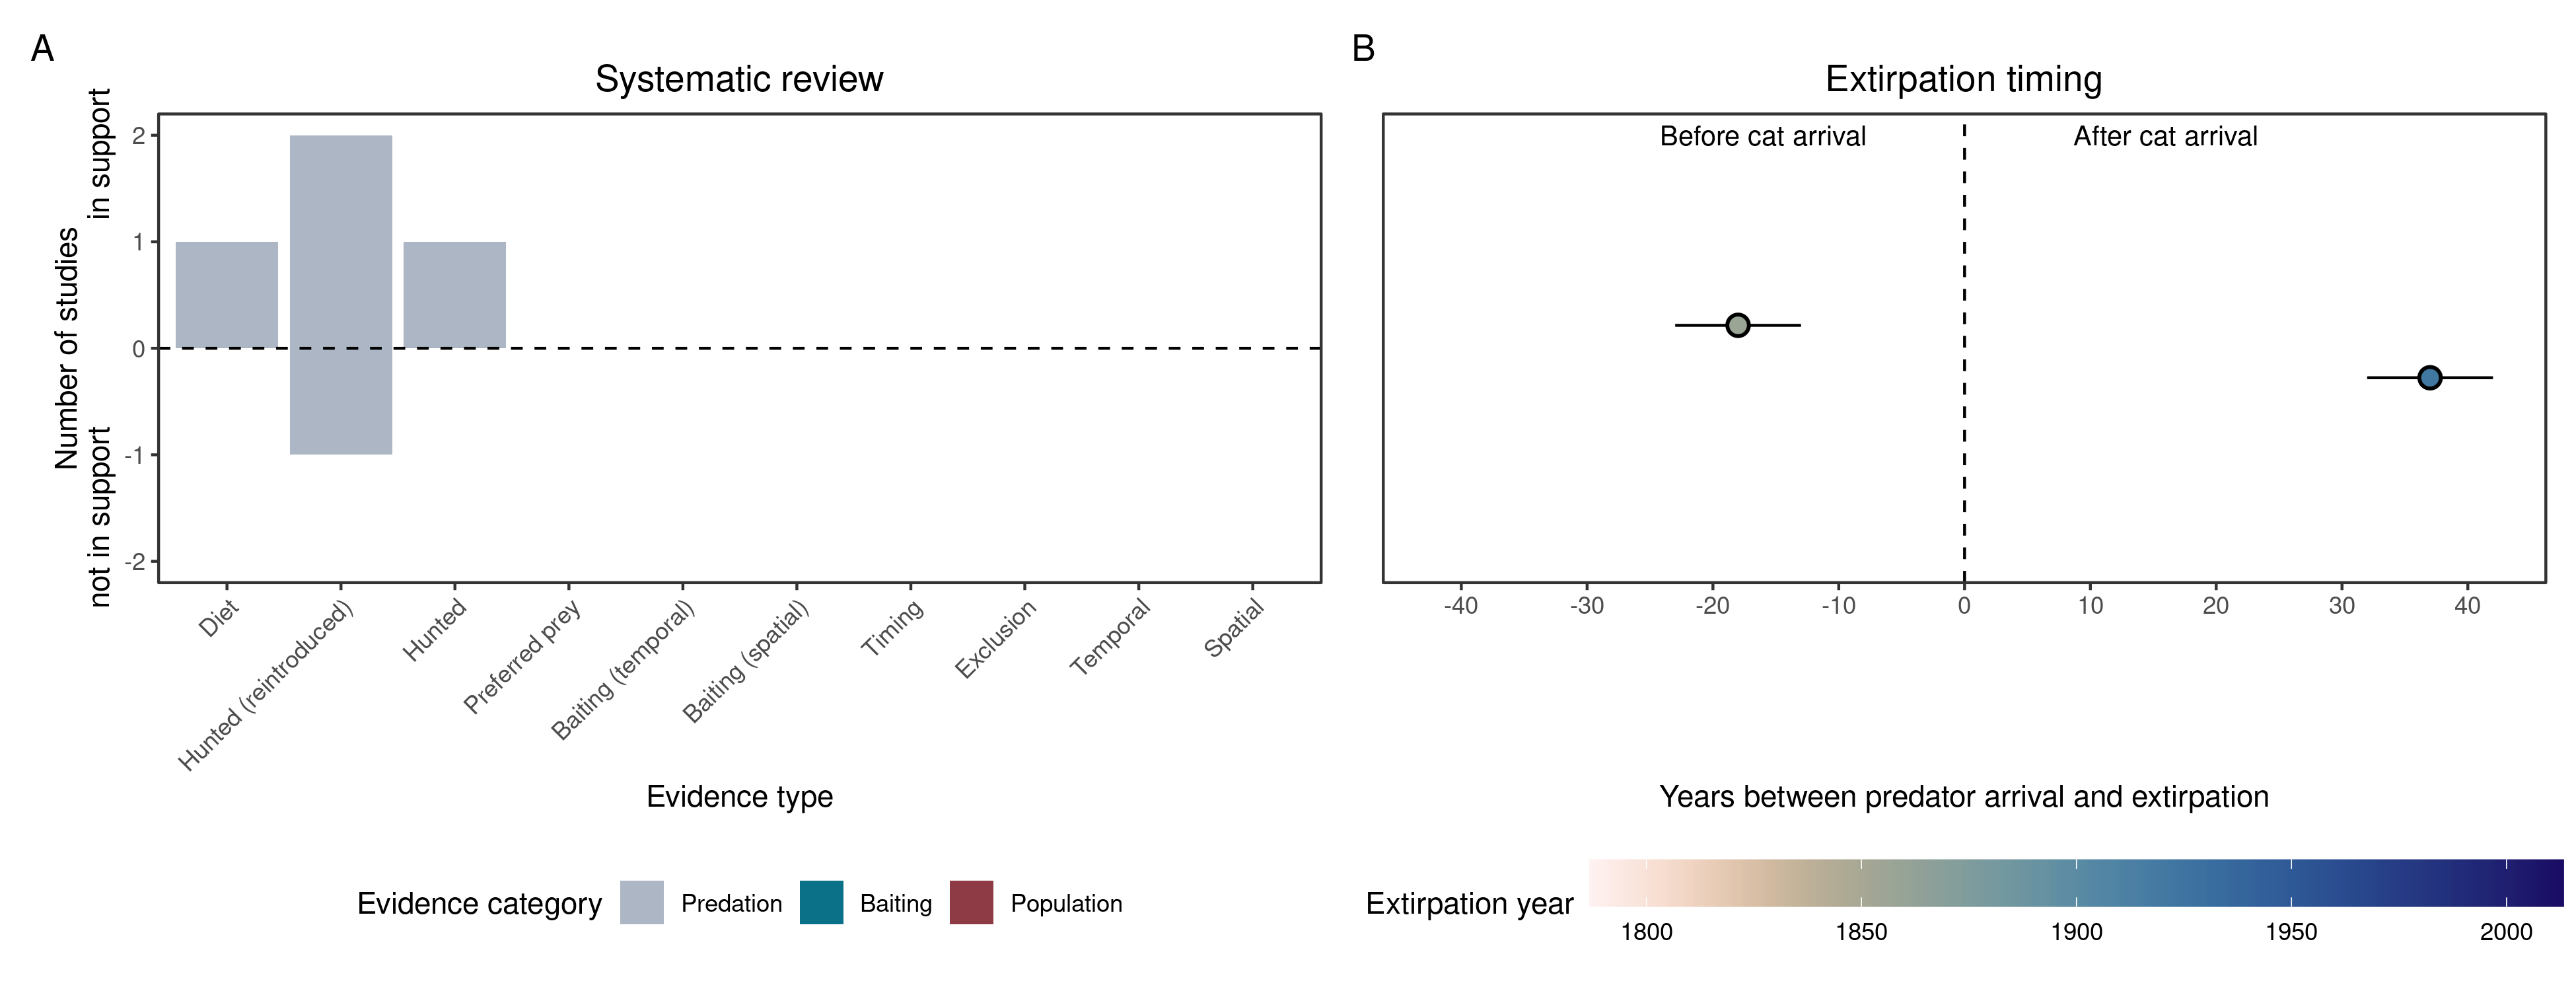 A
Systematic review
Number of studies
in support
not in support
2
1
0
-1
-2
Diet
Hunted (reintroduced)
Hunted
Preferred prey
Baiting (temporal)
Baiting (spatial)
Timing
Exclusion
Temporal
Spatial
Evidence type
Evidence category
Predation
Baiting
Population
B
Extirpation timing
Before cat arrival
After cat arrival
-40
-30
-20
-10
0
10
20
30
40
Years between predator arrival and extirpation
Extirpation year
1800
1850
1900
1950
2000